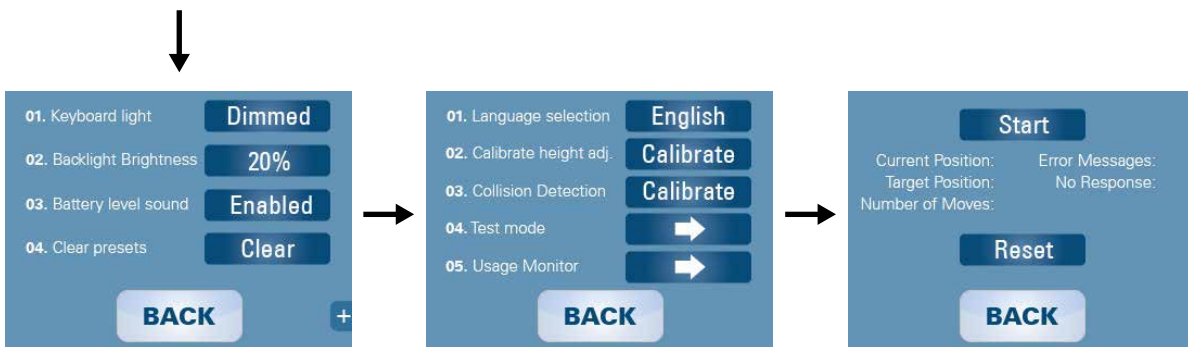 01. Keyboard light Dimmed
02. Backlight Brightness 20%
03. Battery level sound Enabled
04. Clear presets Clear
BACK +
01. Language selection English
02. Calibrate height adj. Calibrate
03. Collision Detection Calibrate
04. Test mode
05. Usage Monitor
BACK
Start
Current Position: Error Messages:
Target Position: No Response:
Number of Moves:
Reset
BACK